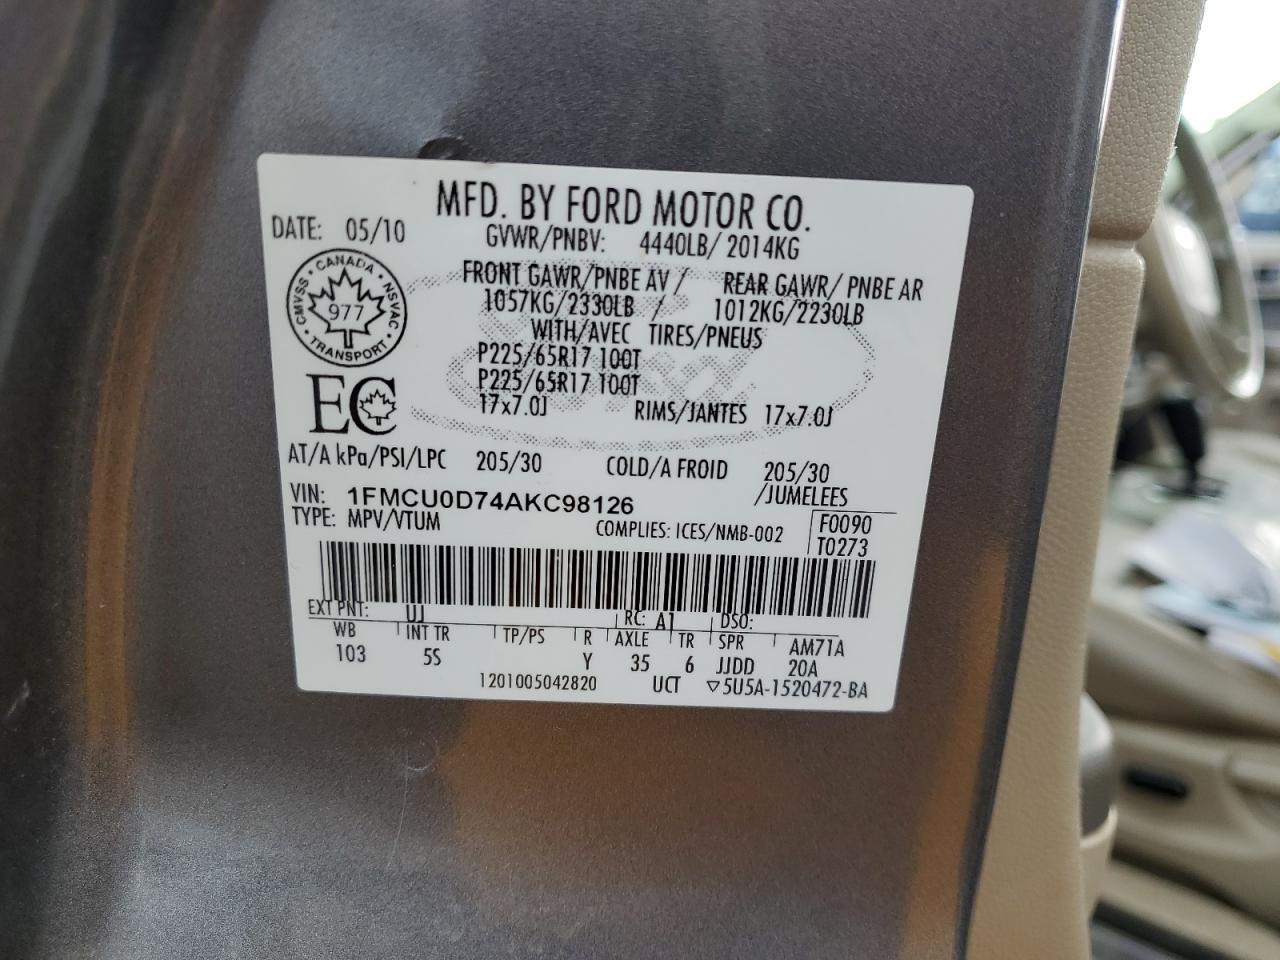 MFD. BY FORD MOTOR CO.
DATE: 05/10
GVWR/PNBV: 4440LB/ 2014KG
CANADA
CMVSS
NSVAC
977
TRANSPORT
FRONT GAWR/PNBE AV / REAR GAWR/ PNBE AR
1057KG/2330LB / 1012KG/2230LB
WITH/AVEC TIRES/PNEUS
P225/65R17 100T
P225/65R17 100T
17x7.0J RIMS/JANTES 17x7.0J
EC
AT/A kPa/PSI/LPC 205/30 COLD/A FROID 205/30
/JUMELEES
VIN: 1FMCU0D74AKC98126
TYPE: MPV/VTUM COMPLIES: ICES/NMB-002
F0090
T0273
EXT PNT: UJ RC: A1 DSO:
WB INT TR TP/PS R AXLE TR SPR AM71A
103 5S Y 35 6 JJDD 20A
1201005042820 UCT ▽5U5A-1520472-BA